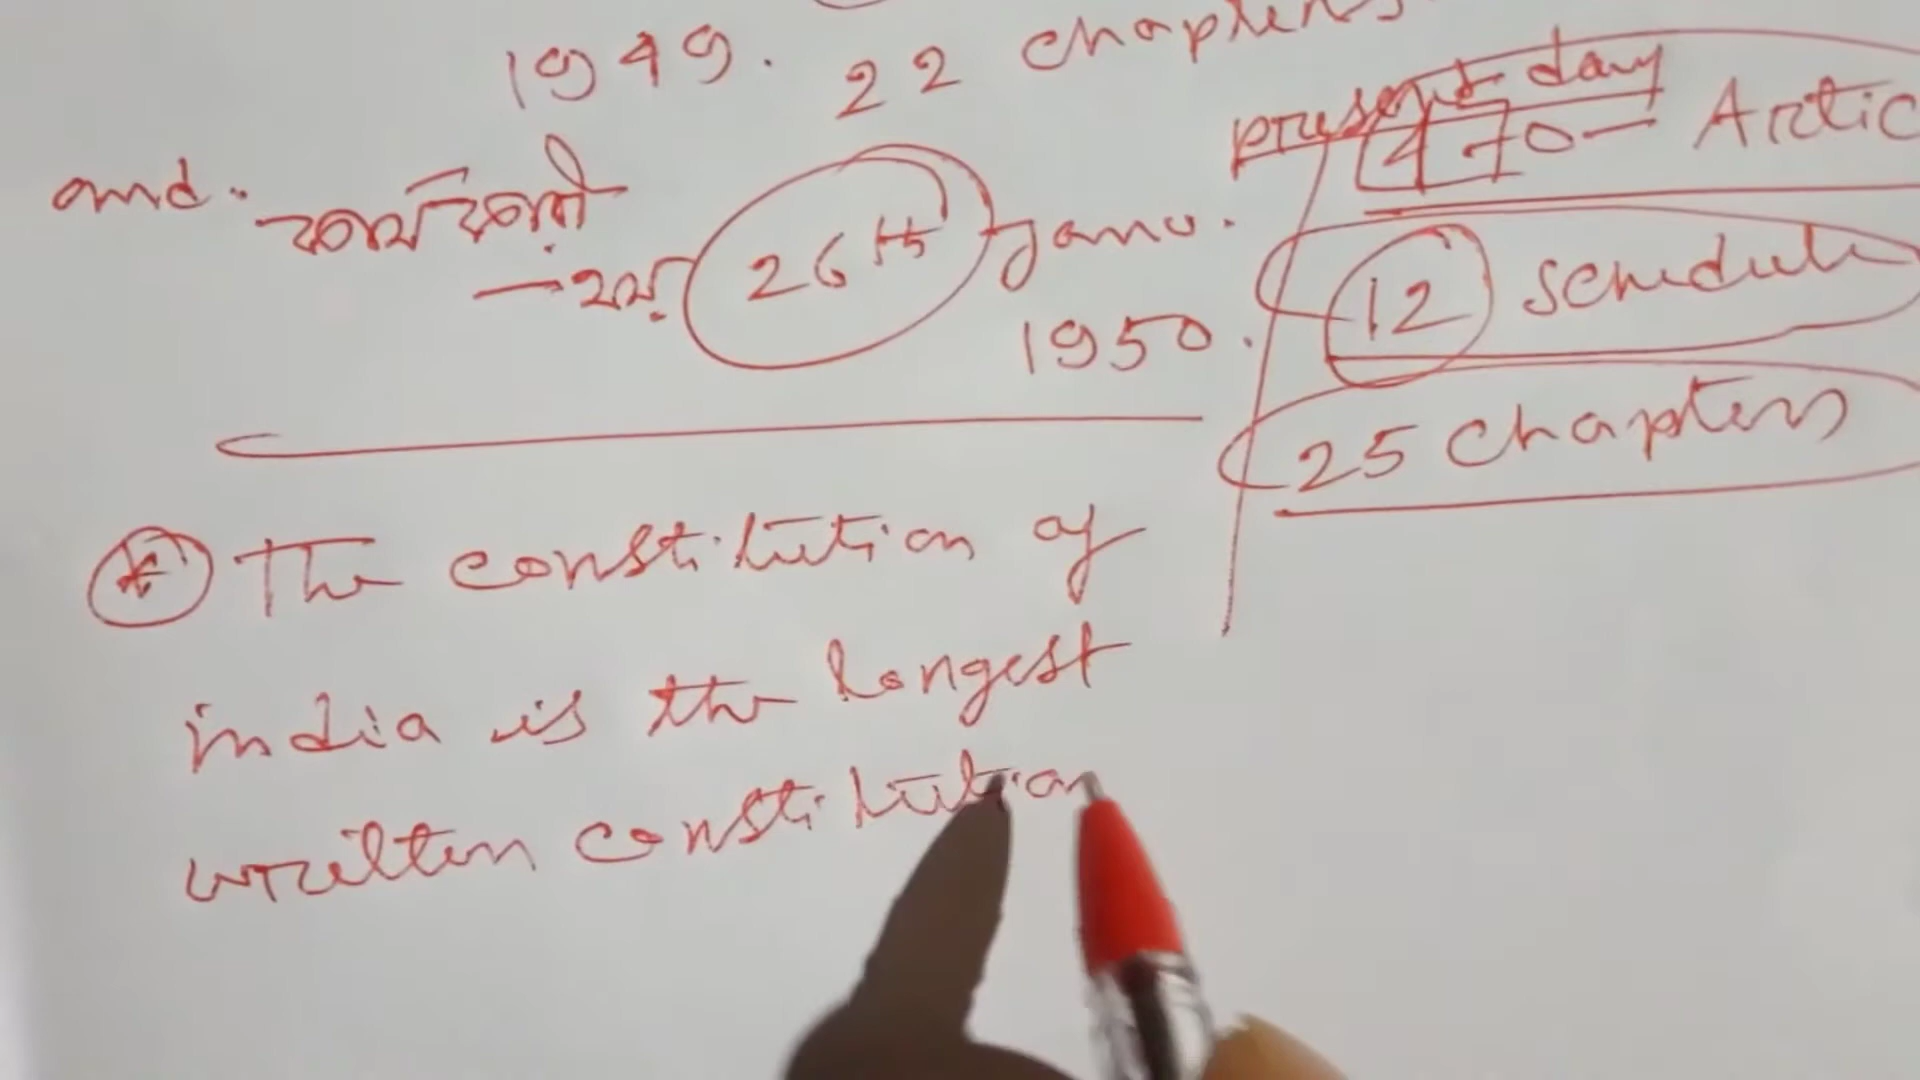 1949. 22 chapters
and. কার্যকরী
— হয় 26th janu.
1950.
present day
470 — Artic
12 schedule
25 chapters
The constitution of
india is the longest
written constitution